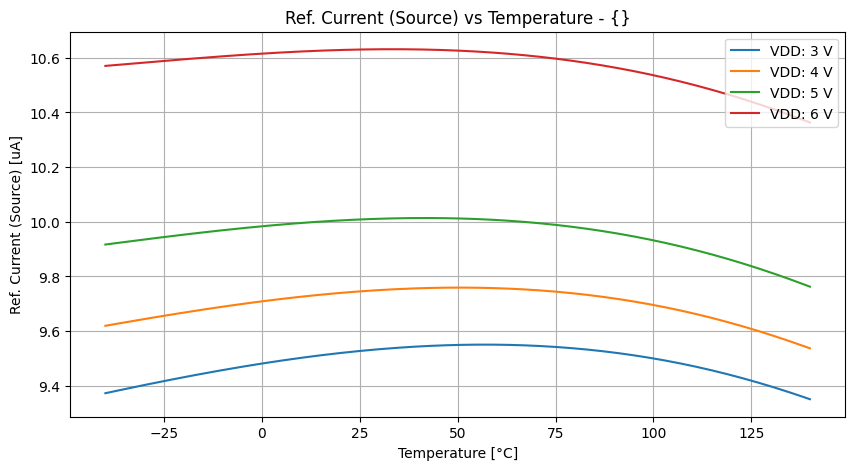 Ref. Current (Source) vs Temperature - {}
Ref. Current (Source) [uA]
10.6
10.4
10.2
10.0
9.8
9.6
9.4
VDD: 3 V
VDD: 4 V
VDD: 5 V
VDD: 6 V
−25
0
25
50
75
100
125
Temperature [°C]